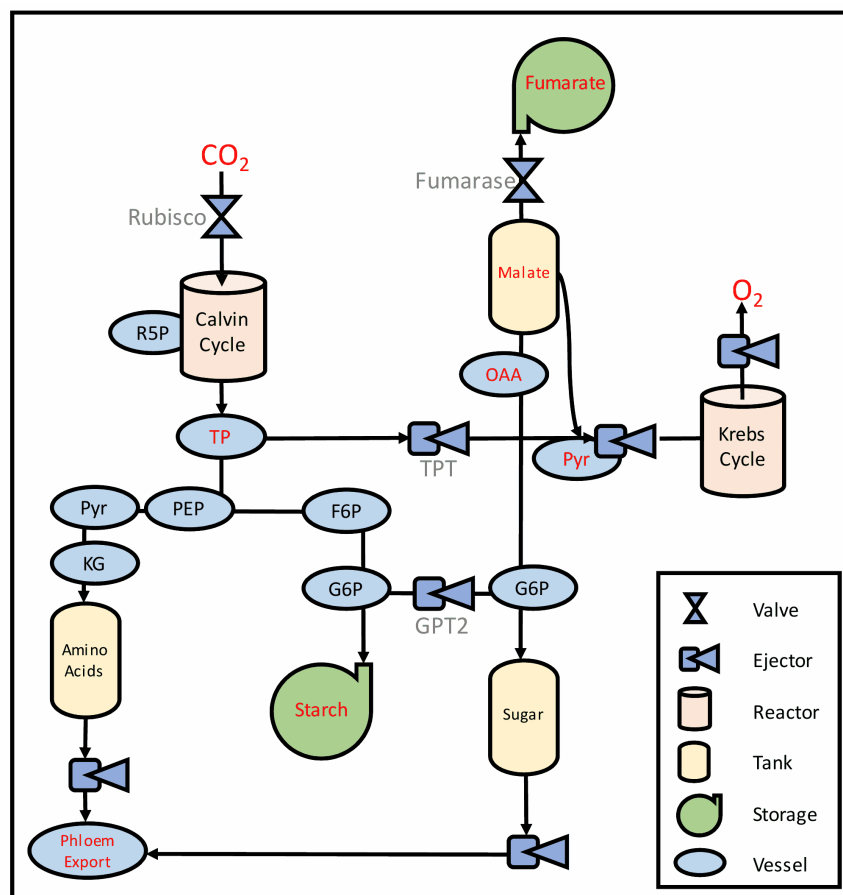 Fumarate
CO2
Fumarase
Rubisco
Malate
O2
R5P
Calvin
Cycle
OAA
TP
TPT
Pyr
Krebs
Cycle
Pyr
PEP
F6P
KG
G6P
GPT2
G6P
Amino
Acids
Starch
Sugar
Phloem
Export
Valve
Ejector
Reactor
Tank
Storage
Vessel